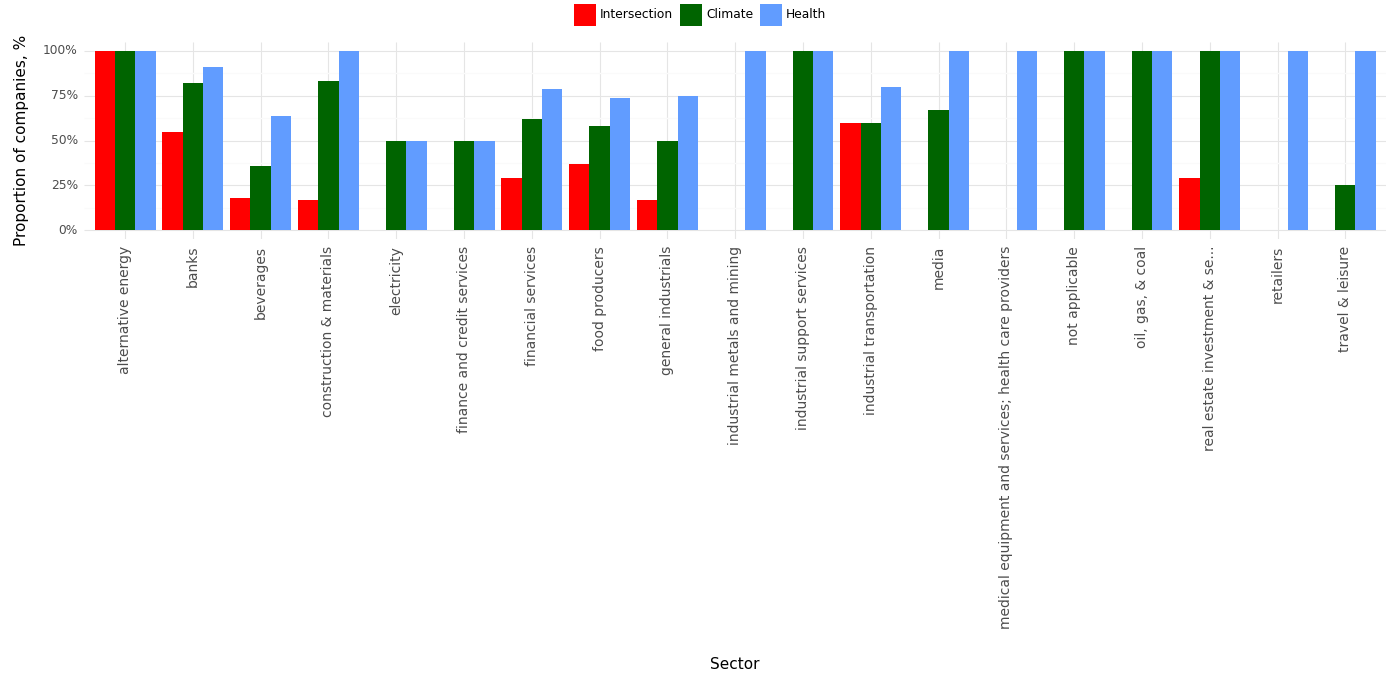 Intersection Climate Health
Proportion of companies, %
100%
75%
50%
25%
0%
alternative energy
banks
beverages
construction & materials
electricity
finance and credit services
financial services
food producers
general industrials
industrial metals and mining
industrial support services
industrial transportation
media
medical equipment and services; health care providers
not applicable
oil, gas, & coal
real estate investment & se...
retailers
travel & leisure
Sector